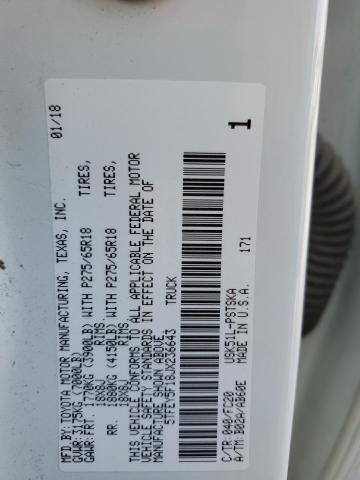 MFD.BY:TOYOTA MOTOR MANUFACTURING, TEXAS, INC. 01/18
GVWR: 3175KG (7000LB)
GAWR: FRT. 1770KG (3900LB) WITH P275/65R18 TIRES,
18X8J RIMS
RR. 1880KG (4150LB) WITH P275/65R18 TIRES,
18X8J RIMS
THIS VEHICLE CONFORMS TO ALL APPLICABLE FEDERAL MOTOR
VEHICLE SAFETY STANDARDS IN EFFECT ON THE DATE OF
MANUFACTURE SHOWN ABOVE.
5TFEY5F18JX236643 TRUCK
1
USK51L-PSTSKA 171
C/TR: 040/FC20 MADE IN U.S.A.
A/TM: B02A/AB60E